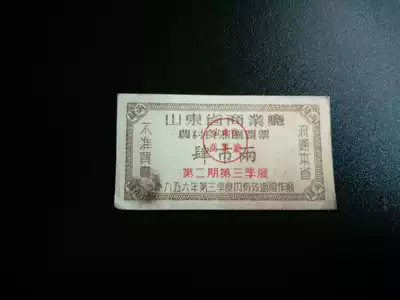 山東省商業廳
農村食油購買票
肆市兩
第二期第三季度
一九五六年第三季度內有效過期作廢
不准買賣
流通本省